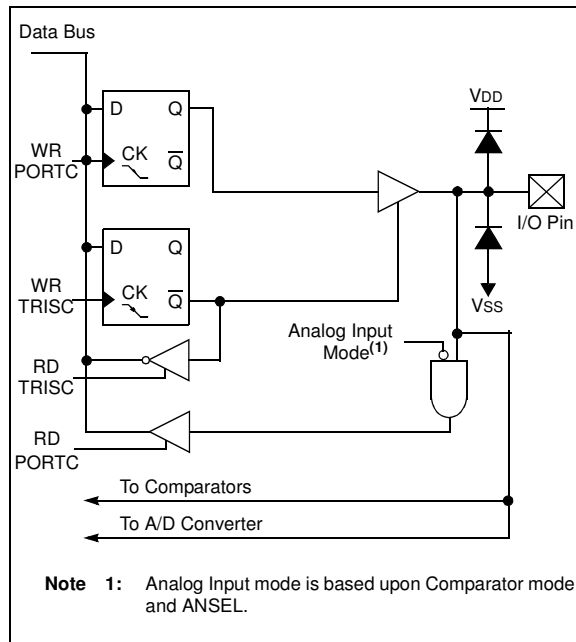 Data Bus
D Q
WR
PORTC
CK Q
VDD
I/O Pin
D Q
WR
TRISC
CK Q
VSS
Analog Input
Mode(1)
RD
TRISC
RD
PORTC
To Comparators
To A/D Converter
Note 1: Analog Input mode is based upon Comparator mode
and ANSEL.